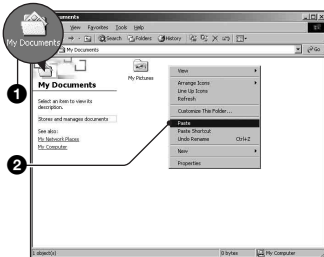 My Documents
Documents
View Favorites Tools Help
Search Folders History
My Documents
Go
1
My Documents
Select an item to view its
description.
Stores and manages documents
See also:
My Network Places
My Computer
My Pictures
View
Arrange Icons
Line Up Icons
Refresh
Customize This Folder...
Paste
Paste Shortcut
Undo Rename Ctrl+Z
New
Properties
2
1 object(s)
0 bytes
My Computer